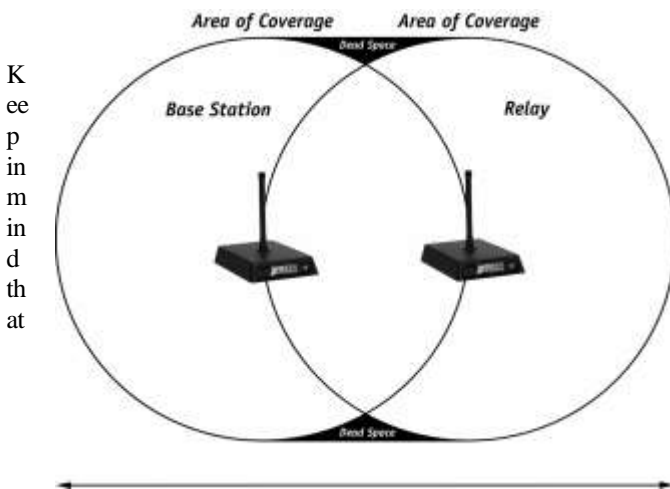 Area of Coverage Area of Coverage
Dead Space
Base Station Relay
K
ee
p
in
m
in
d
th
at
Dead Space